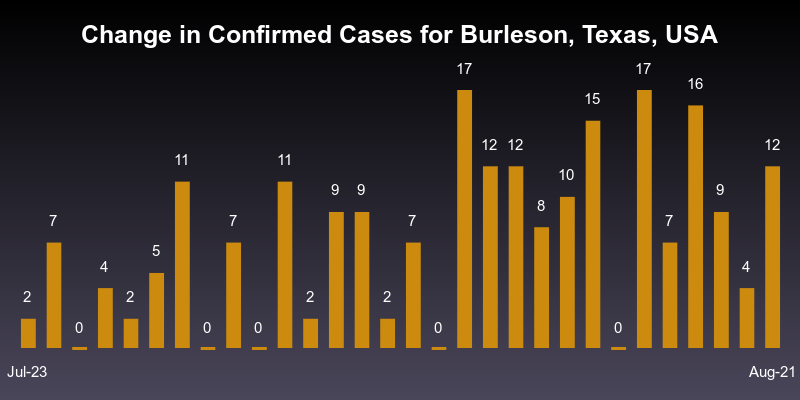 Change in Confirmed Cases for Burleson, Texas, USA
2 7 0 4 2 5 11 0 7 0 11 2 9 9 2 7 0 17 12 12 8 10 15 0 17 7 16 9 4 12
Jul-23 Aug-21